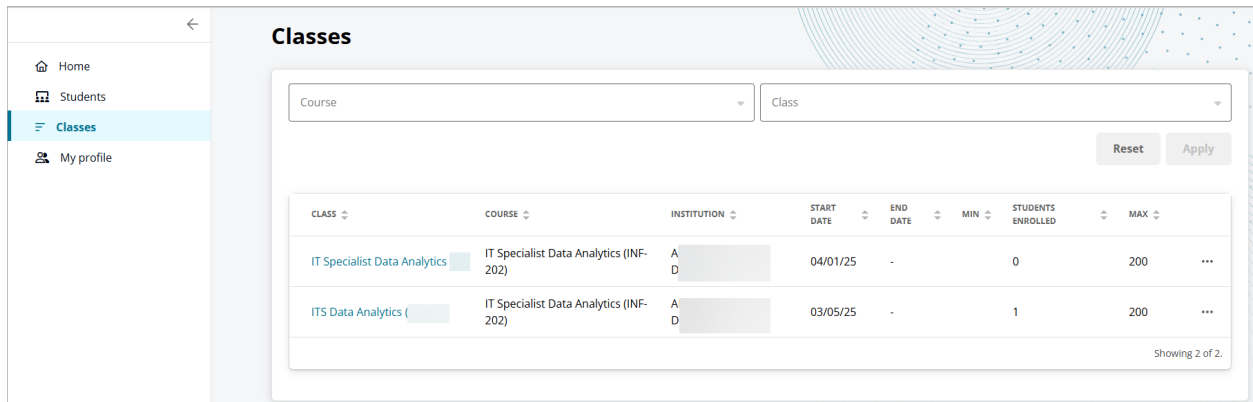 Classes
Home
Students
Classes
My profile
Course
Class
Reset
Apply
CLASS COURSE INSTITUTION START DATE END DATE MIN STUDENTS ENROLLED MAX
IT Specialist Data Analytics
IT Specialist Data Analytics (INF-
202)
A
D
04/01/25 - 0 200 •••
ITS Data Analytics (
IT Specialist Data Analytics (INF-
202)
A
D
03/05/25 - 1 200 •••
Showing 2 of 2.